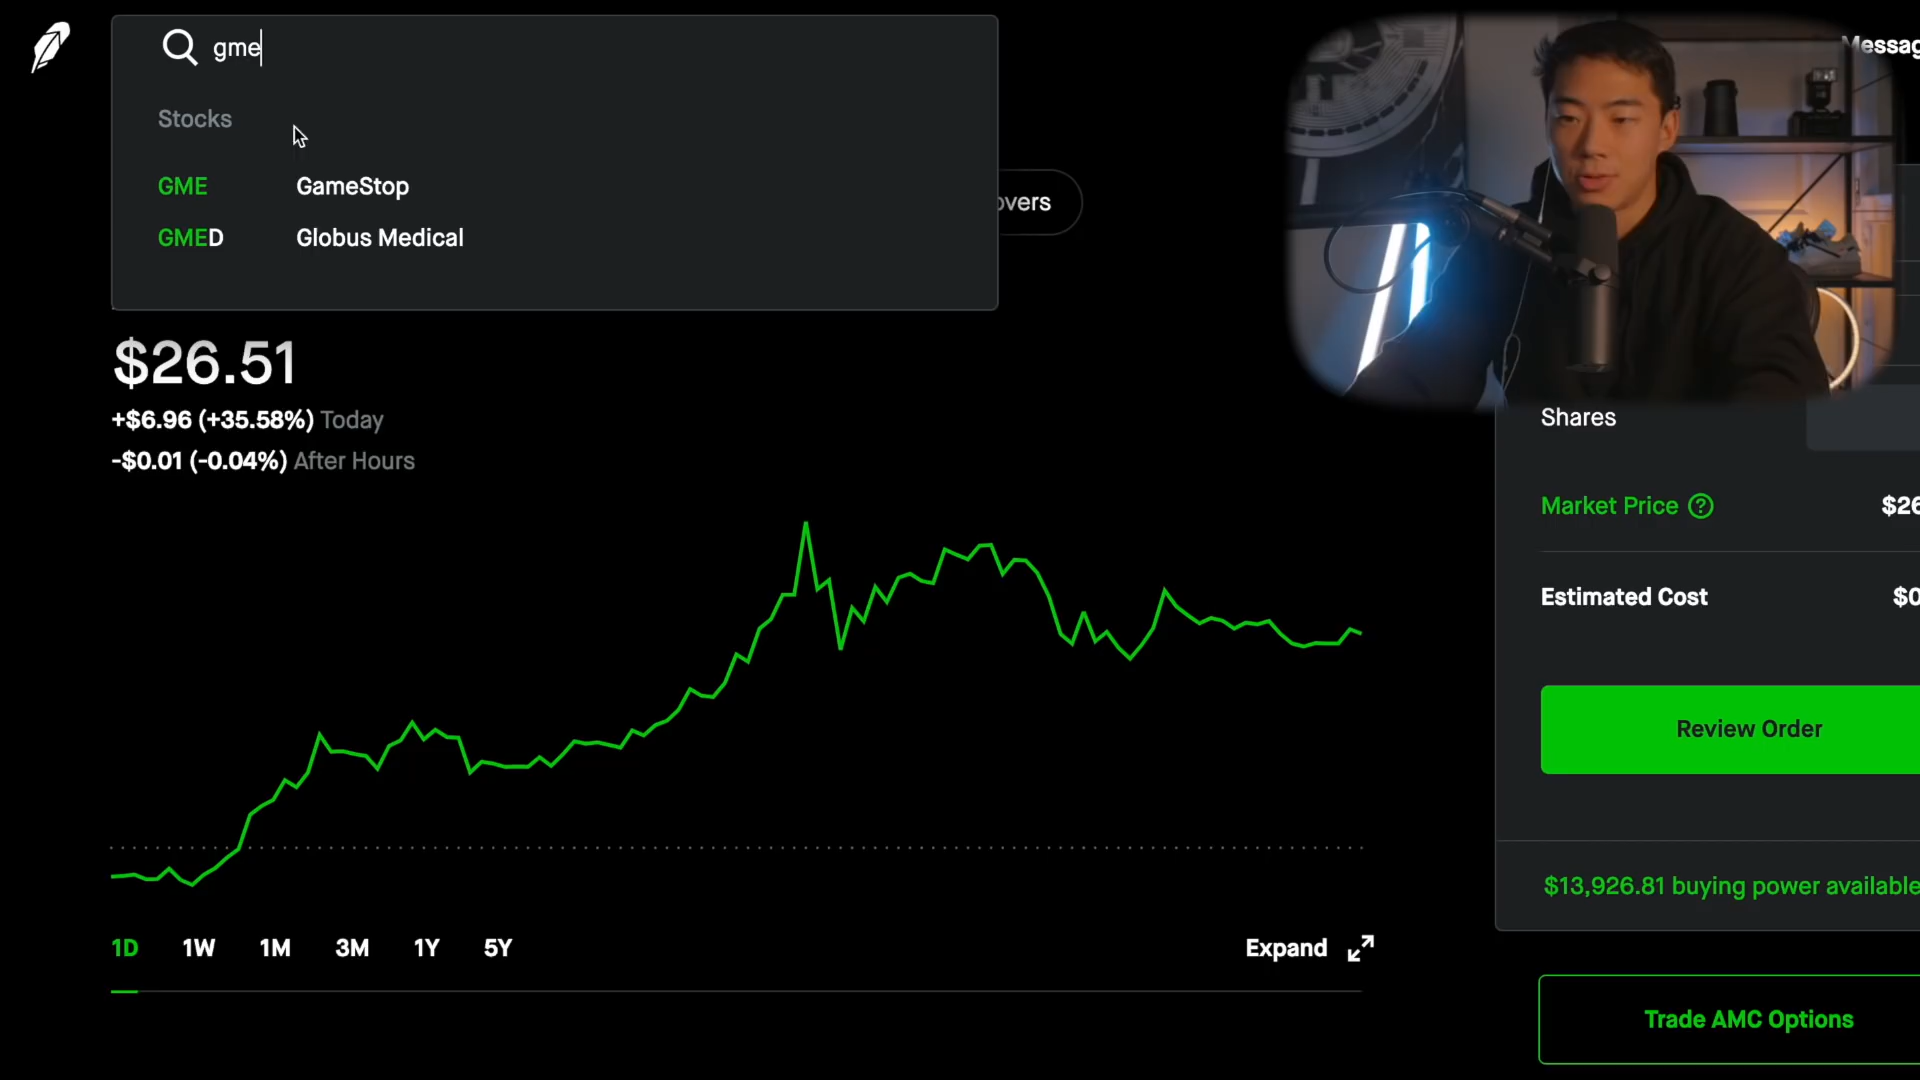 gme
Messag
Stocks
GME GameStop
GMED Globus Medical
overs
$26.51
+$6.96 (+35.58%) Today
-$0.01 (-0.04%) After Hours
Shares
Market Price ? $26
Estimated Cost $0
Review Order
$13,926.81 buying power available
1D 1W 1M 3M 1Y 5Y Expand
Trade AMC Options